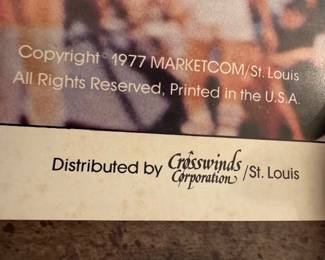 Copyright © 1977 MARKETCOM/St. Louis
All Rights Reserved, Printed in the U.S.A.
Distributed by Crosswinds Corporation /St. Louis